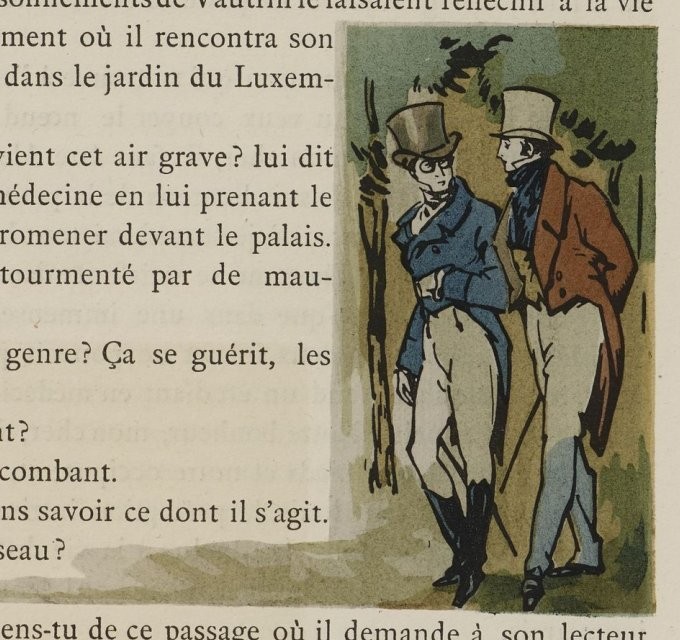 sonnements de Vautrin le faisaient réfléchir à la vie
ment où il rencontra son
dans le jardin du Luxem-
vient cet air grave? lui dit
médecine en lui prenant le
romener devant le palais.
tourmenté par de mau-
genre? Ça se guérit, les
t?
combant.
ns savoir ce dont il s'agit.
seau?
ens-tu de ce passage où il demande à son lecteur